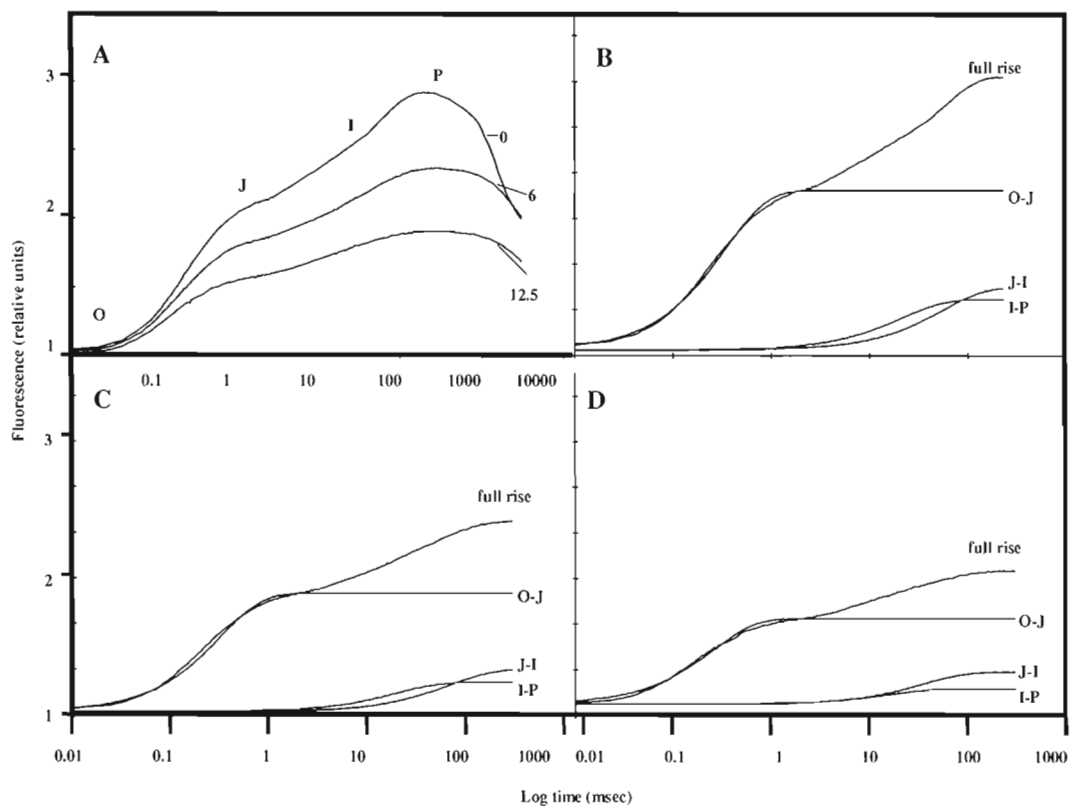 A
B
P
full rise
3
I
0
J
6
O-J
2
12.5
O
J-I
I-P
1
0.1 1 10 100 1000 10000
C
D
Fluorescence (relative units)
3
full rise
full rise
2
O-J
O-J
J-I
J-I
I-P
I-P
1
0.01 0.1 1 10 100 1000 0.01 0.1 1 10 100 1000
Log time (msec)